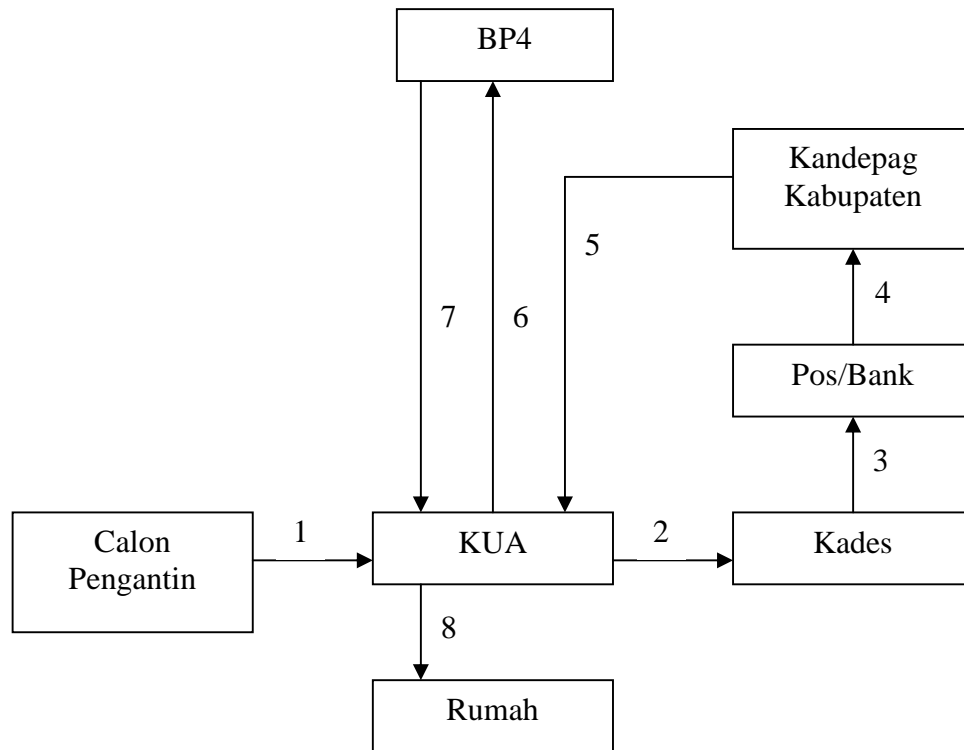 BP4
Kandepag
Kabupaten
5
4
7
6
Pos/Bank
3
Calon
Pengantin
1
KUA
2
Kades
8
Rumah